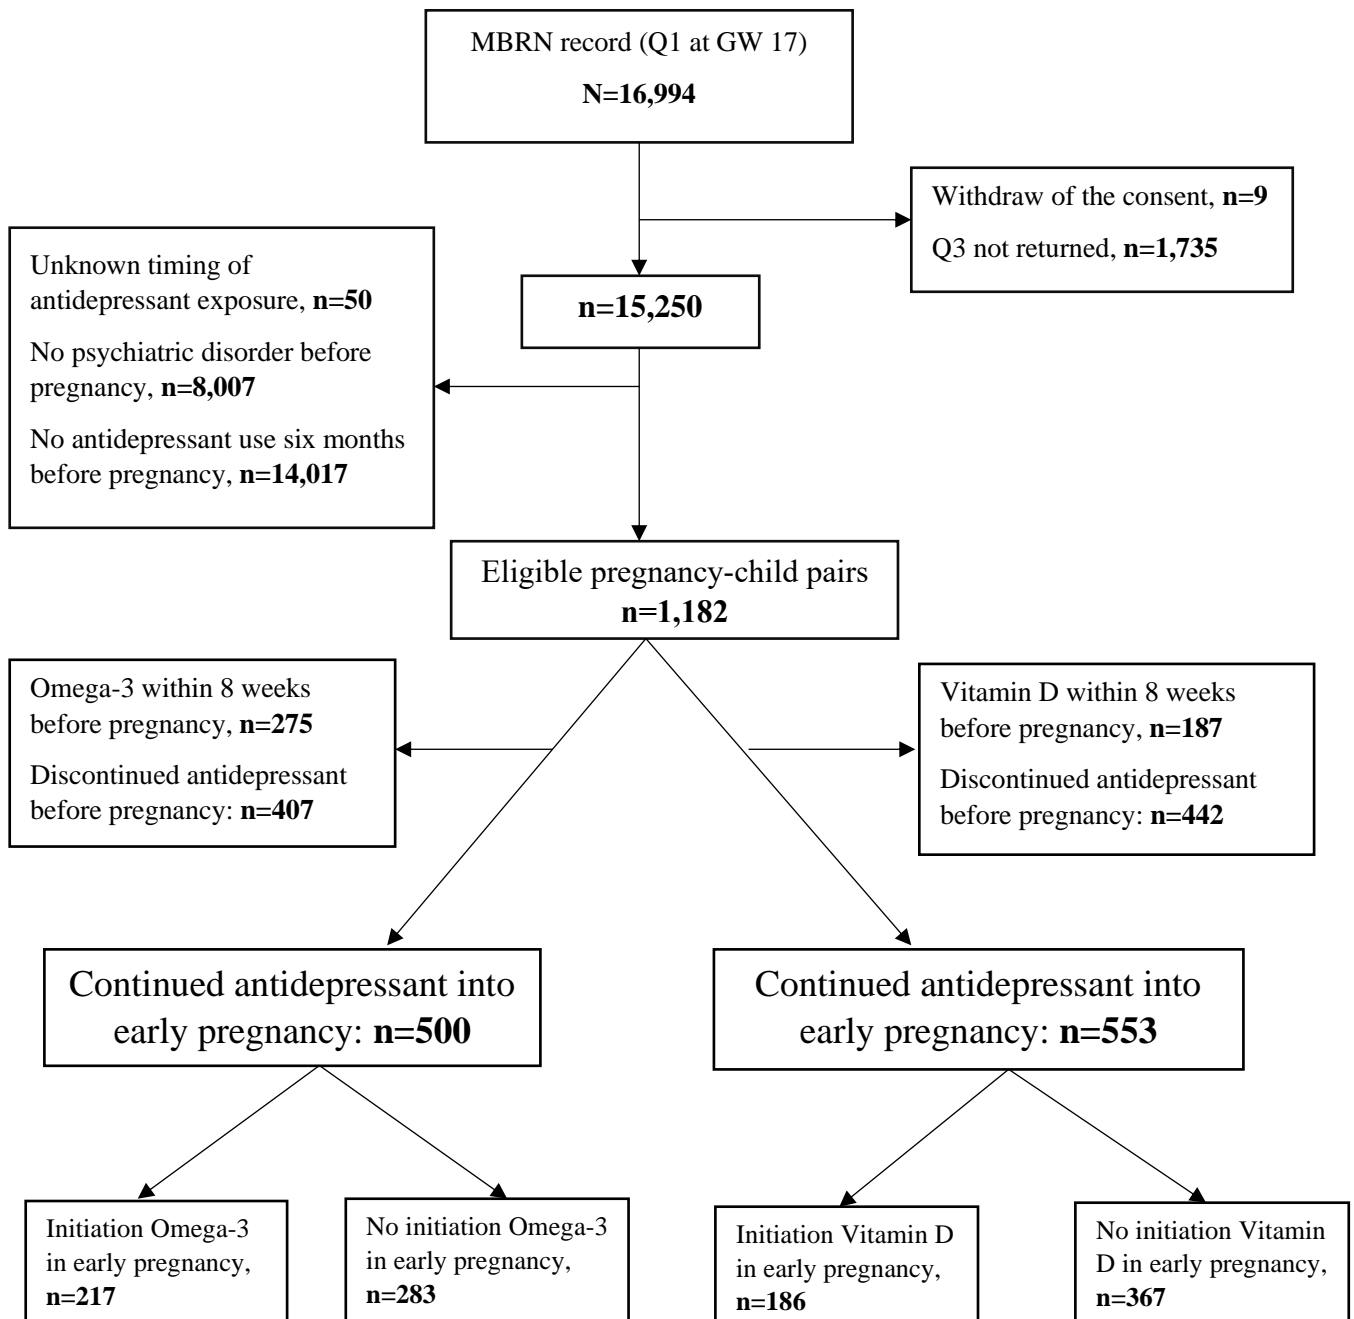 MBRN record (Q1 at GW 17)
N=16,994
Withdraw of the consent, n=9
Q3 not returned, n=1,735
n=15,250
Unknown timing of
antidepressant exposure, n=50
No psychiatric disorder before
pregnancy, n=8,007
No antidepressant use six months
before pregnancy, n=14,017
Eligible pregnancy-child pairs
n=1,182
Omega-3 within 8 weeks
before pregnancy, n=275
Discontinued antidepressant
before pregnancy: n=407
Vitamin D within 8 weeks
before pregnancy, n=187
Discontinued antidepressant
before pregnancy: n=442
Continued antidepressant into
early pregnancy: n=500
Continued antidepressant into
early pregnancy: n=553
Initiation Omega-3
in early pregnancy,
n=217
No initiation Omega-3
in early pregnancy,
n=283
Initiation Vitamin D
in early pregnancy,
n=186
No initiation Vitamin
D in early pregnancy,
n=367